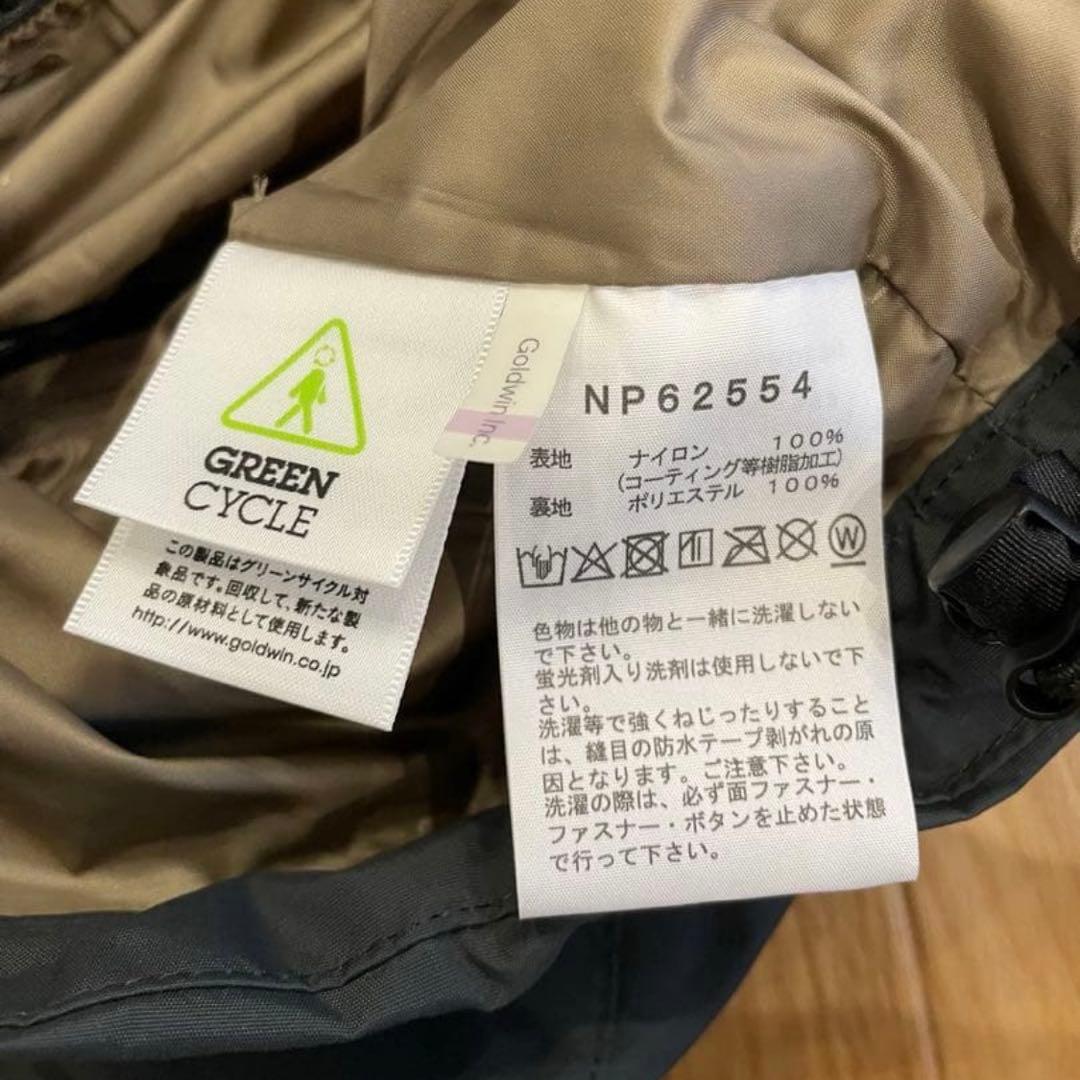 GREEN
CYCLE
この製品はグリーンサイクル対
象品です。回収して、新たな製
品の原材料として使用します。
http://www.goldwin.co.jp
Goldwin Inc.
NP62554
表地 ナイロン 100%
(コーティング等樹脂加工)
裏地 ポリエステル 100%
W
色物は他の物と一緒に洗濯しない
で下さい。
蛍光剤入り洗剤は使用しないで下
さい。
洗濯等で強くねじったりすること
は、縫目の防水テープ剥がれの原
因となります。ご注意下さい。
洗濯の際は、必ず面ファスナー・
ファスナー・ボタンを止めた状態
で行って下さい。